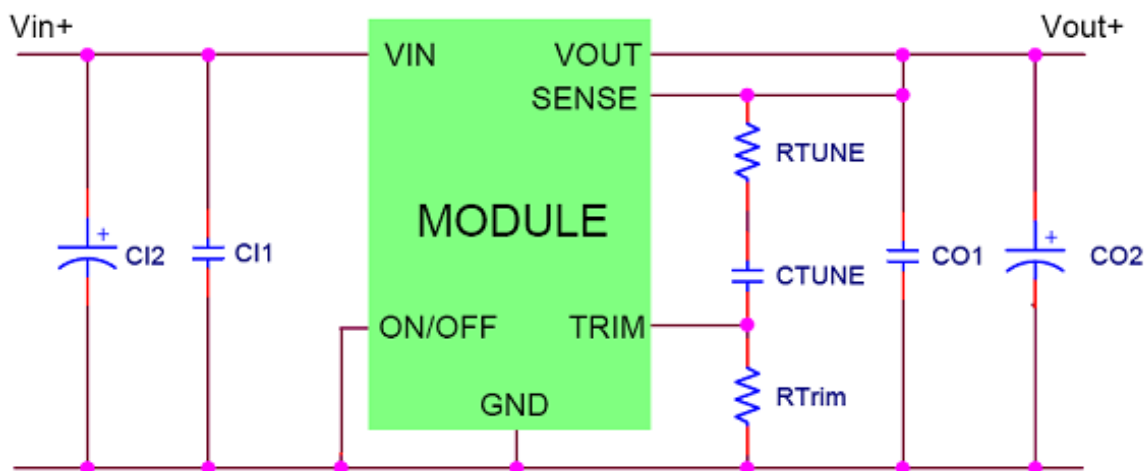 Vin+
Vout+
VIN
VOUT
SENSE
RTUNE
MODULE
+
CI2
CI1
CTUNE
CO1
+
CO2
ON/OFF
TRIM
RTrim
GND